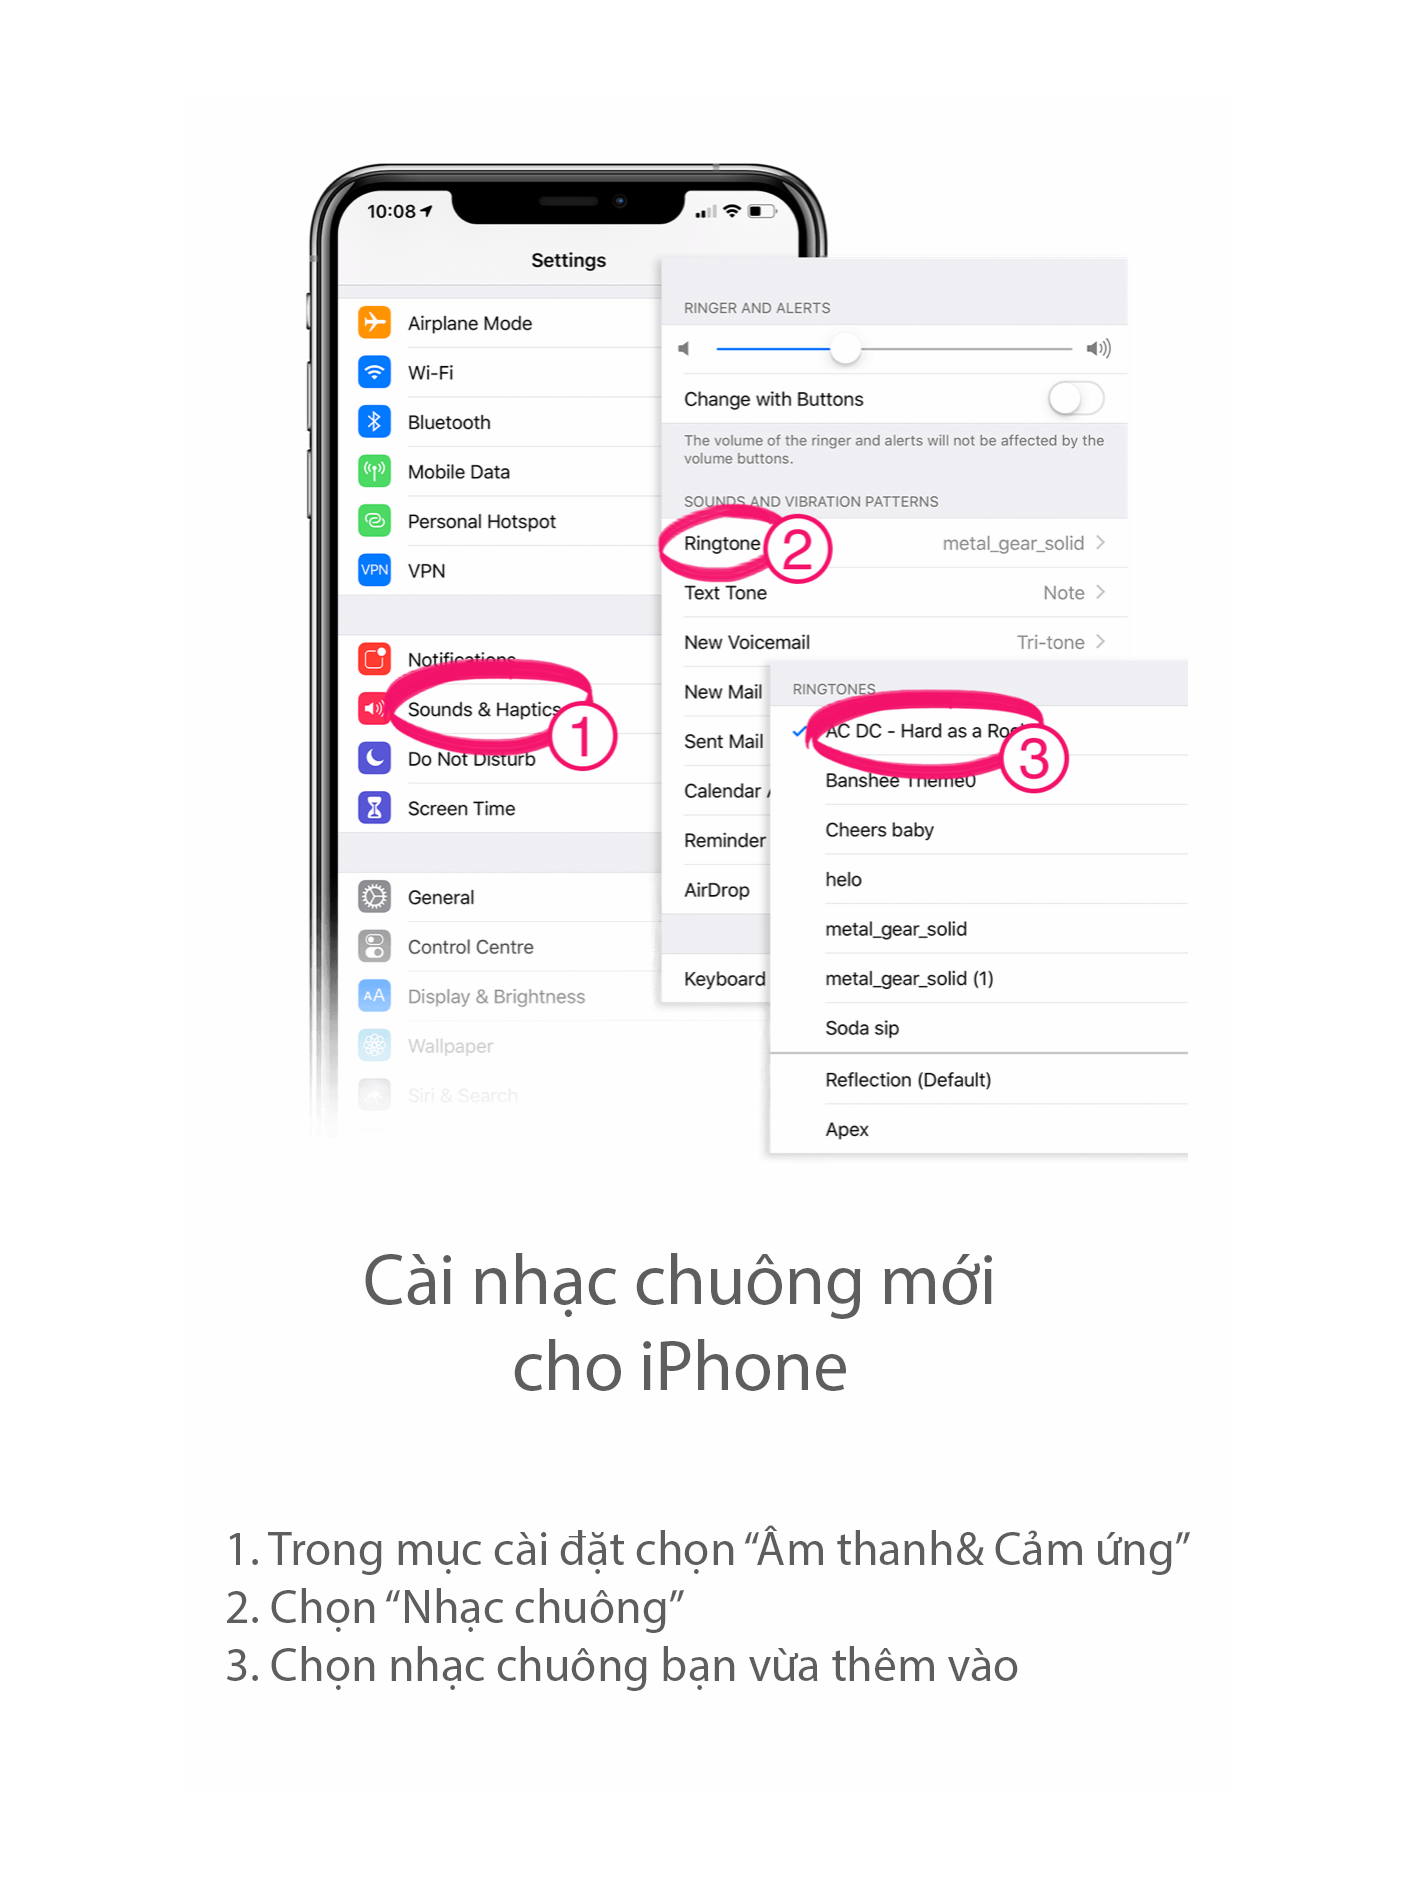 10:08
Settings
Airplane Mode
Wi-Fi
Bluetooth
Mobile Data
Personal Hotspot
VPN VPN
Notifications
Sounds & Haptics
1
Do Not Disturb
Screen Time
General
Control Centre
AA Display & Brightness
Wallpaper
Siri & Search
RINGER AND ALERTS
Change with Buttons
The volume of the ringer and alerts will not be affected by the
volume buttons.
SOUNDS AND VIBRATION PATTERNS
Ringtone 2 metal_gear_solid
Text Tone Note
New Voicemail Tri-tone
New Mail
Sent Mail
Calendar
Reminder
AirDrop
Keyboard
RINGTONES
AC DC - Hard as a
3
Banshee Theme0
Cheers baby
helo
metal_gear_solid
metal_gear_solid (1)
Soda sip
Reflection (Default)
Apex
Cài nhạc chuông mới
cho iPhone
1. Trong mục cài đặt chọn “Âm thanh& Cảm ứng”
2. Chọn “Nhạc chuông”
3. Chọn nhạc chuông bạn vừa thêm vào